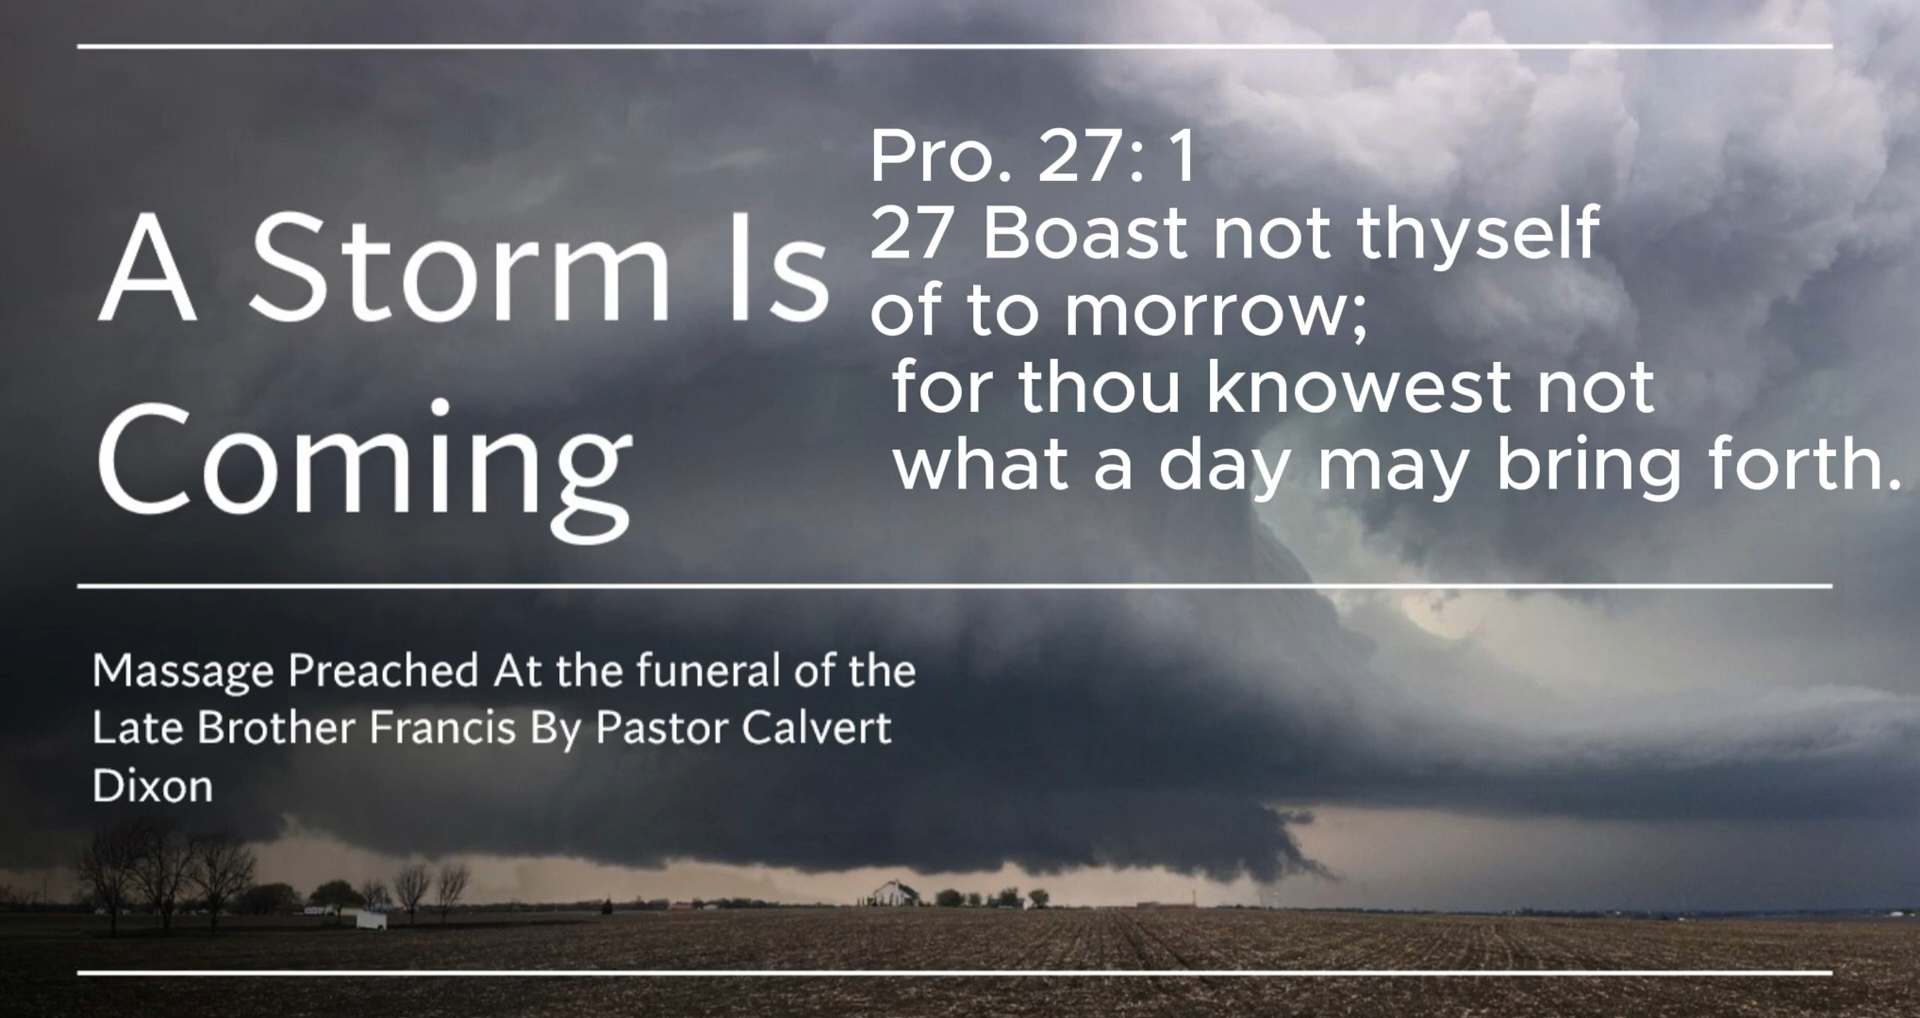 A Storm Is
Coming
Pro. 27: 1
27 Boast not thyself
of to morrow;
for thou knowest not
what a day may bring forth.
Massage Preached At the funeral of the
Late Brother Francis By Pastor Calvert
Dixon